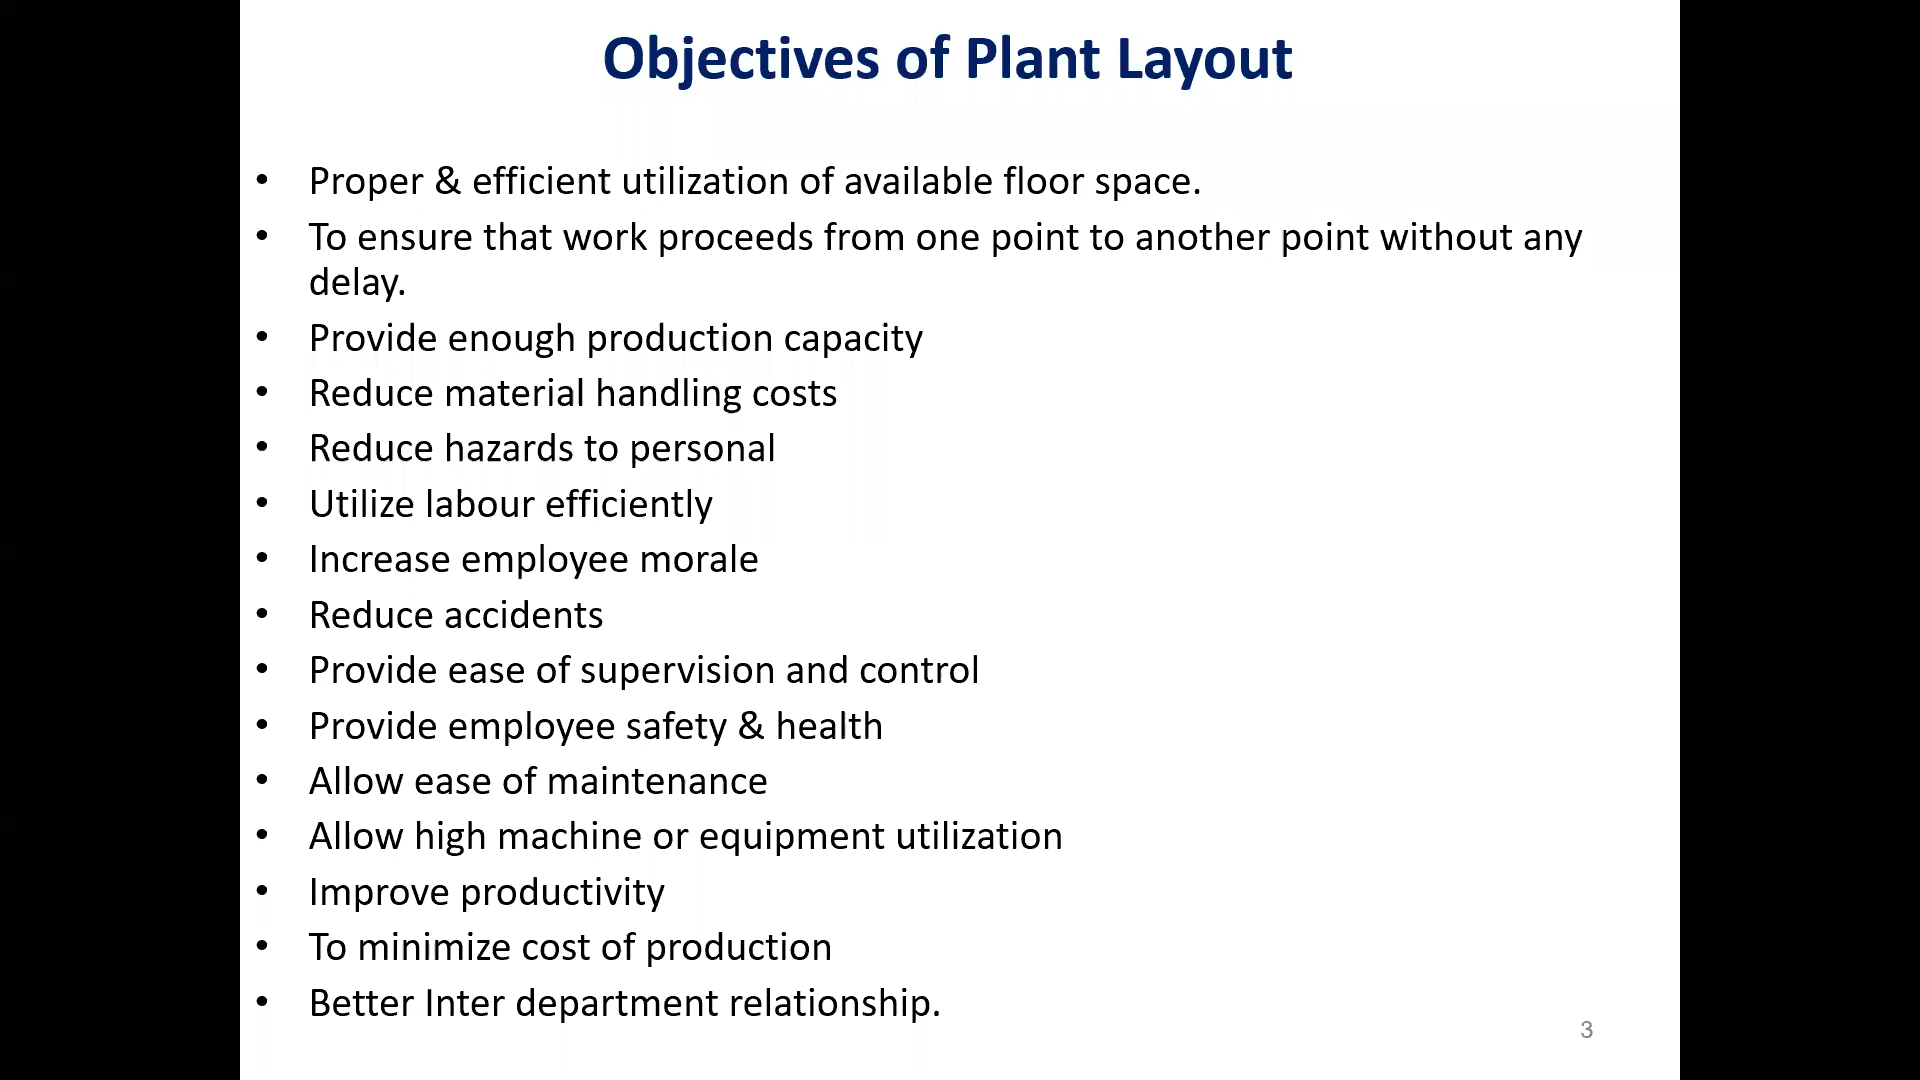 Objectives of Plant Layout
• Proper & efficient utilization of available floor space.
• To ensure that work proceeds from one point to another point without any
delay.
• Provide enough production capacity
• Reduce material handling costs
• Reduce hazards to personal
• Utilize labour efficiently
• Increase employee morale
• Reduce accidents
• Provide ease of supervision and control
• Provide employee safety & health
• Allow ease of maintenance
• Allow high machine or equipment utilization
• Improve productivity
• To minimize cost of production
• Better Inter department relationship.
3